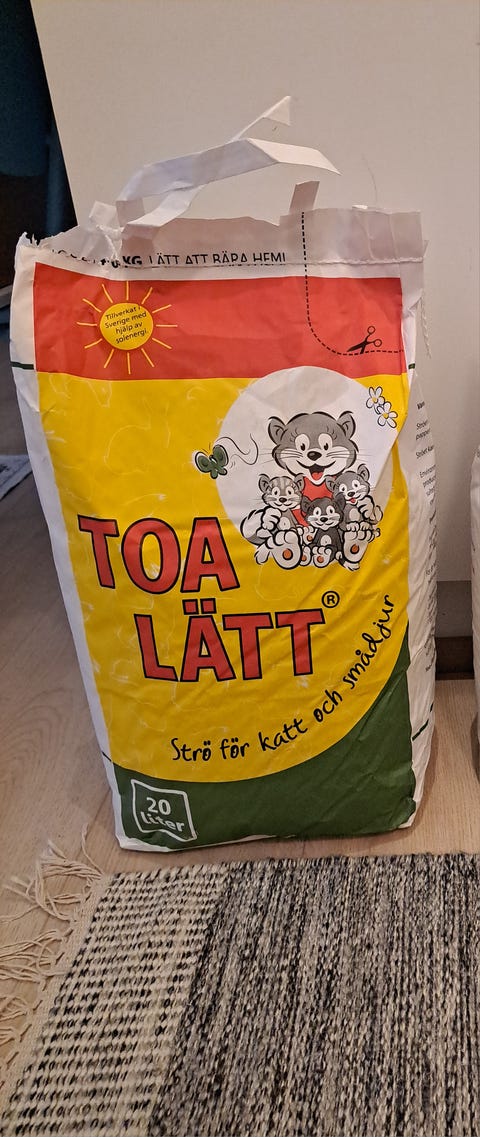 KG LÄTT ATT BÄRA HEM!
Tillverkat i
Sverige med
hjälp av
solenergi.
TOA
LÄTT®
Strö för katt och smådjur
20
Liter